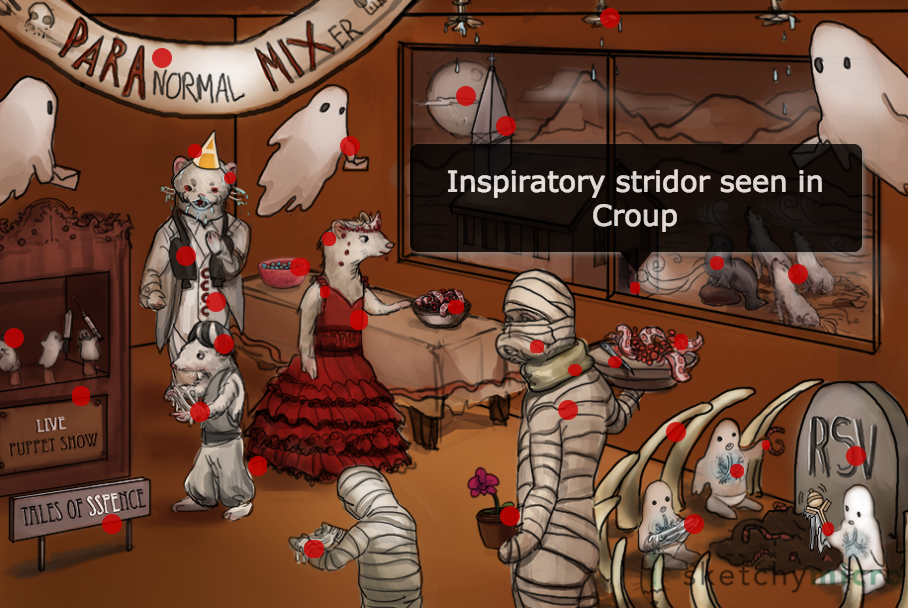 PARANORMAL MIXER
Inspiratory stridor seen in
Croup
LIVE
PUPPET SHOW
TALES OF SSPENCE
RSV
sketchymicro